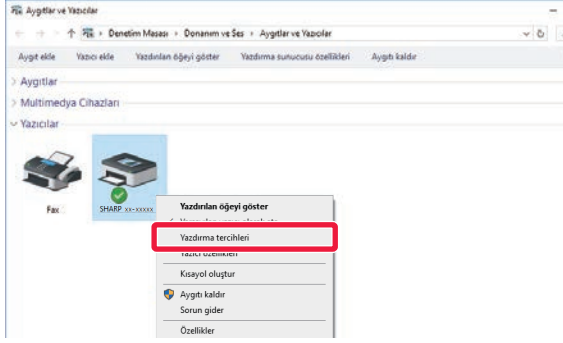 Aygıtlar ve Yazıcılar
Denetim Masası › Donanım ve Ses › Aygıtlar ve Yazıcılar
Aygıt ekle Yazıcı ekle Yazdırılan öğeyi göster Yazdırma sunucusu özellikleri Aygıtı kaldır
Aygıtlar
Multimedya Cihazları
Yazıcılar
Fax
SHARP xx-xxxxx
Yazdırılan öğeyi göster
Yazdırma tercihleri
Yazıcı özellikleri
Kısayol oluştur
Aygıtı kaldır
Sorun gider
Özellikler